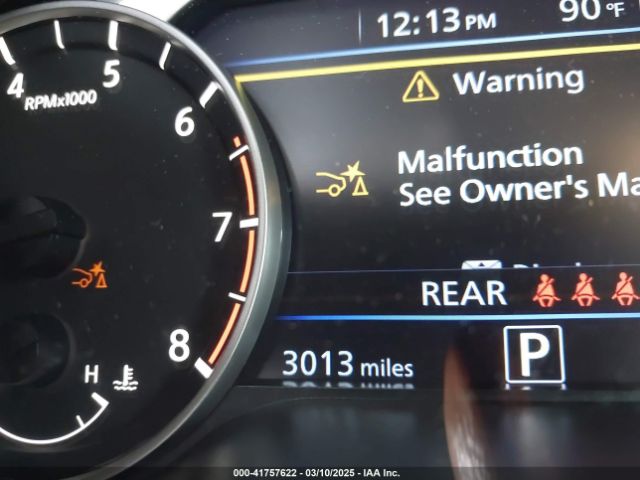 12:13 PM 90 °F
4 5 6 7 8
RPMx1000
Warning
Malfunction
See Owner's Ma
REAR
H
3013 miles
P
000-41757622 - 03/10/2025 - IAA Inc.